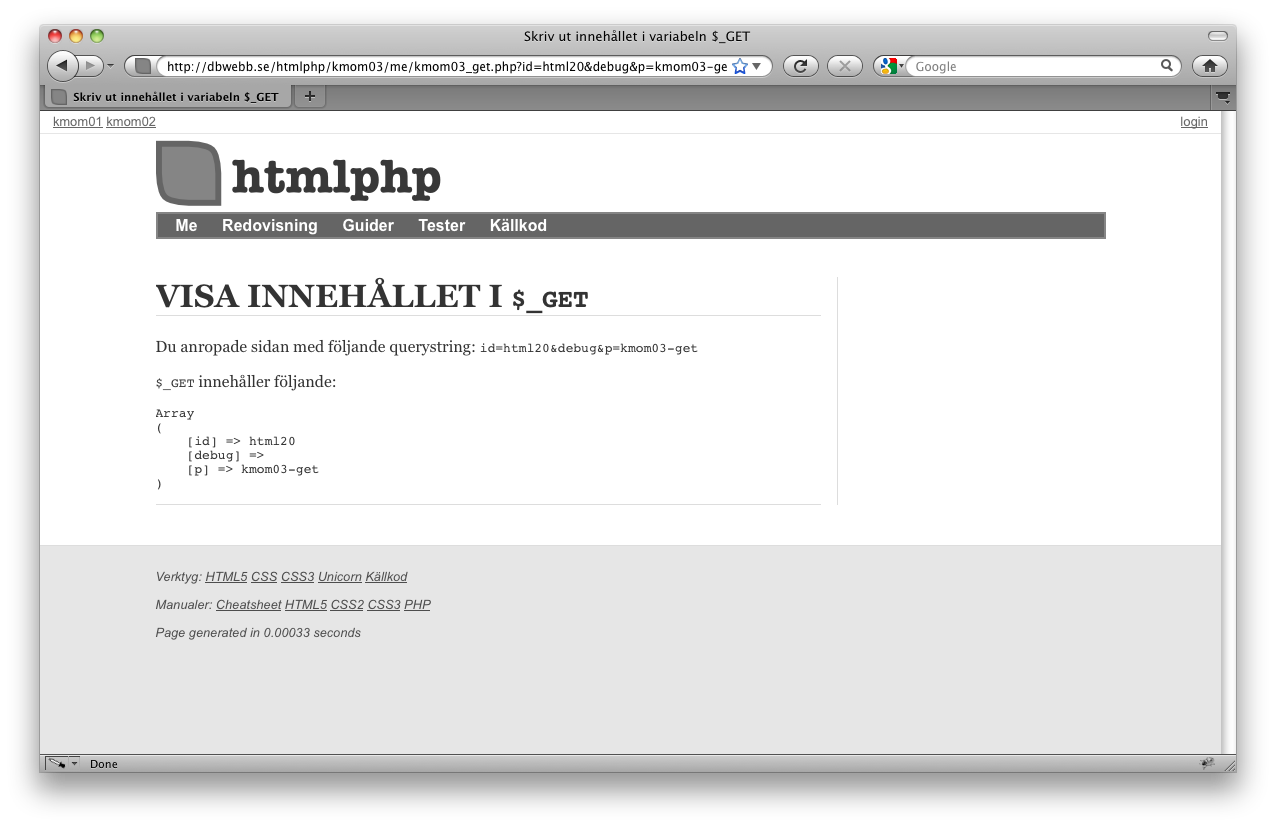 Skriv ut innehållet i variabeln $_GET
http://dbwebb.se/htmlphp/kmom03/me/kmom03_get.php?id=html20&debug&p=kmom03-ge
Google
Skriv ut innehållet i variabeln $_GET
+
kmom01 kmom02
login
htmlphp
Me Redovisning Guider Tester Källkod
VISA INNEHÅLLET I $_GET
Du anropade sidan med följande querystring: id=html20&debug&p=kmom03-get
$_GET innehåller följande:
Array
(
    [id] => html20
    [debug] =>
    [p] => kmom03-get
)
Verktyg: HTML5 CSS CSS3 Unicorn Källkod
Manualer: Cheatsheet HTML5 CSS2 CSS3 PHP
Page generated in 0.00033 seconds
Done